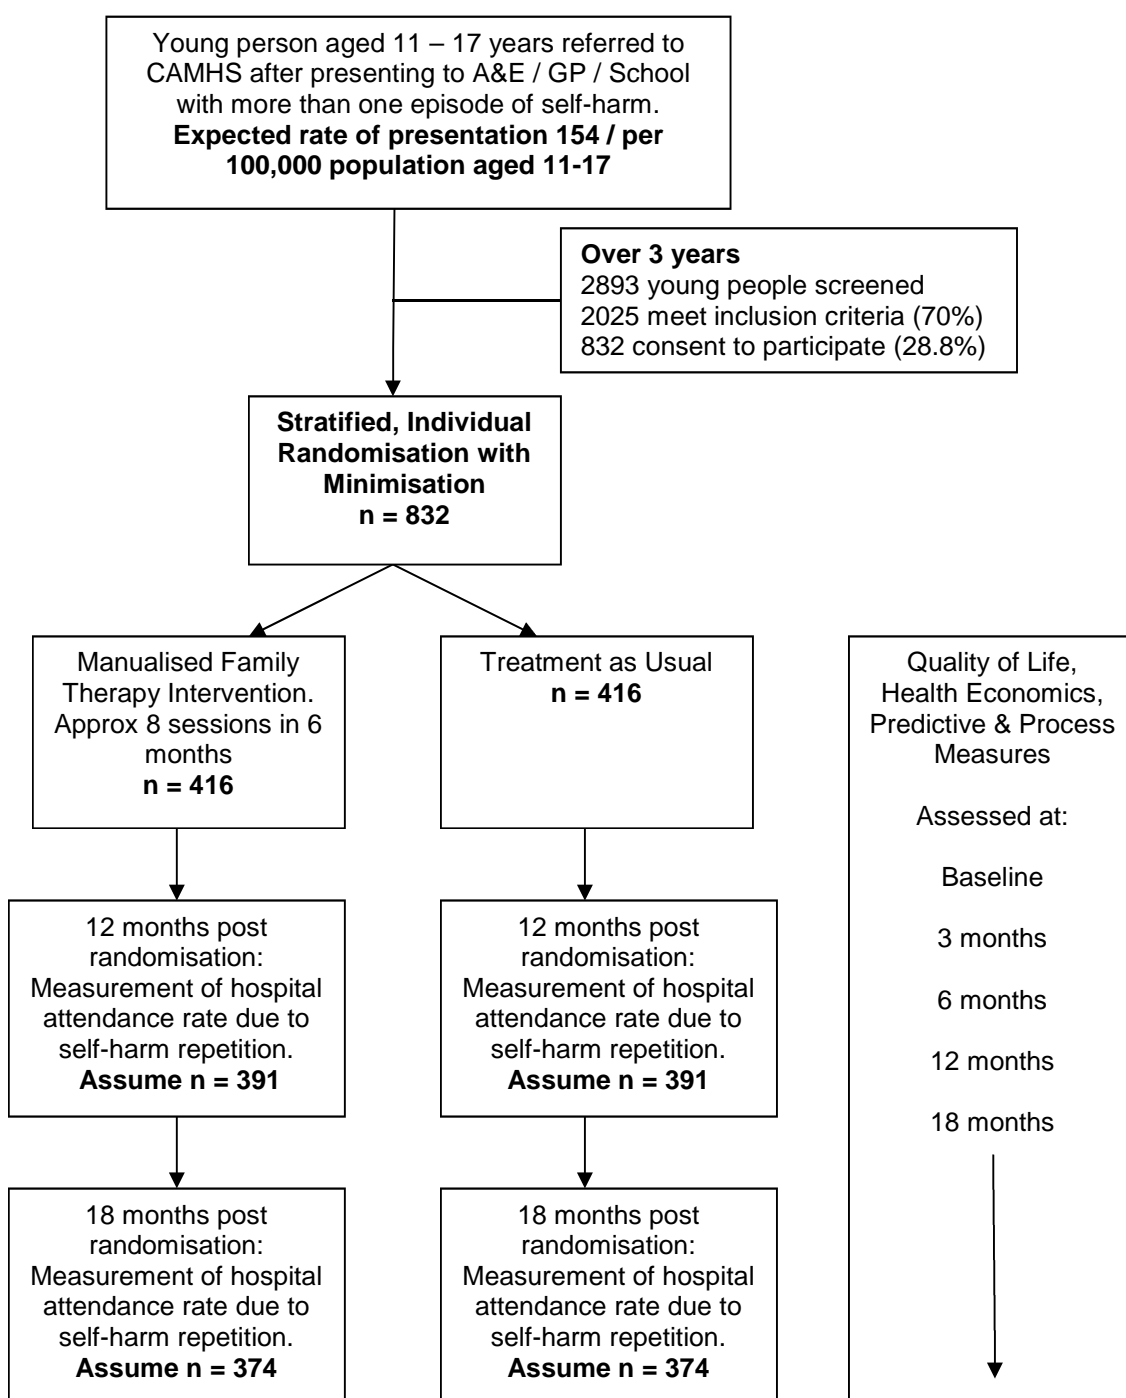 Young person aged 11 – 17 years referred to
CAMHS after presenting to A&E / GP / School
with more than one episode of self-harm.
Expected rate of presentation 154 / per
100,000 population aged 11-17
Over 3 years
2893 young people screened
2025 meet inclusion criteria (70%)
832 consent to participate (28.8%)
Stratified, Individual
Randomisation with
Minimisation
n = 832
Manualised Family
Therapy Intervention.
Approx 8 sessions in 6
months
n = 416
Treatment as Usual
n = 416
Quality of Life,
Health Economics,
Predictive & Process
Measures
Assessed at:
Baseline
3 months
6 months
12 months
18 months
12 months post
randomisation:
Measurement of hospital
attendance rate due to
self-harm repetition.
Assume n = 391
12 months post
randomisation:
Measurement of hospital
attendance rate due to
self-harm repetition.
Assume n = 391
18 months post
randomisation:
Measurement of hospital
attendance rate due to
self-harm repetition.
Assume n = 374
18 months post
randomisation:
Measurement of hospital
attendance rate due to
self-harm repetition.
Assume n = 374